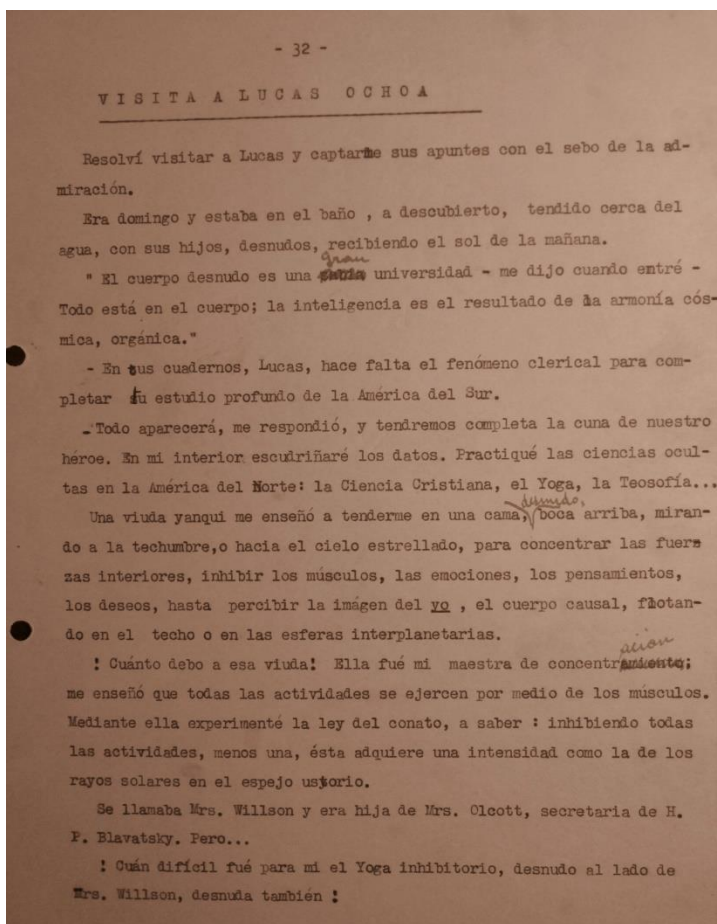 - 32 -
VISITA A LUCAS OCHOA
Resolví visitar a Lucas y captarme sus apuntes con el sebo de la ad-
miración.
Era domingo y estaba en el baño , a descubierto, tendido cerca del
agua, con sus hijos, desnudos, recibiendo el sol de la mañana.
gran
" El cuerpo desnudo es una universidad - me dijo cuando entré -
Todo está en el cuerpo; la inteligencia es el resultado de la armonía cós-
mica, orgánica."
- En tus cuadernos, Lucas, hace falta el fenómeno clerical para com-
pletar tu estudio profundo de la América del Sur.
-Todo aparecerá, me respondió, y tendremos completa la cuna de nuestro
héroe. En mi interior escudriñaré los datos. Practiqué las ciencias ocul-
tas en la América del Norte: la Ciencia Cristiana, el Yoga, la Teosofía...
desnudo,
Una viuda yanqui me enseñó a tenderme en una cama, boca arriba, miran-
do a la techumbre,o hacia el cielo estrellado, para concentrar las fuer-
zas interiores, inhibir los músculos, las emociones, los pensamientos,
los deseos, hasta percibir la imágen del yo , el cuerpo causal, flotan-
do en el techo o en las esferas interplanetarias.
ación
! Cuánto debo a esa viuda! Ella fué mi maestra de concentramiento;
me enseñó que todas las actividades se ejercen por medio de los músculos.
Mediante ella experimenté la ley del conato, a saber : inhibiendo todas
las actividades, menos una, ésta adquiere una intensidad como la de los
rayos solares en el espejo ustorio.
Se llamaba Mrs. Willson y era hija de Mrs. Olcott, secretaria de H.
P. Blavatsky. Pero...
! Cuán difícil fué para mi el Yoga inhibitorio, desnudo al lado de
Mrs. Willson, desnuda también !